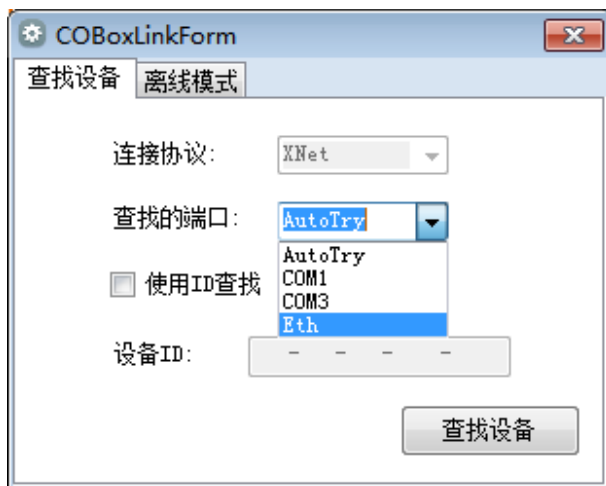 COBoxLinkForm
查找设备 离线模式
连接协议: XNet
查找的端口: AutoTry
AutoTry
使用ID查找 COM1
COM3
Eth
设备ID: - - - -
查找设备